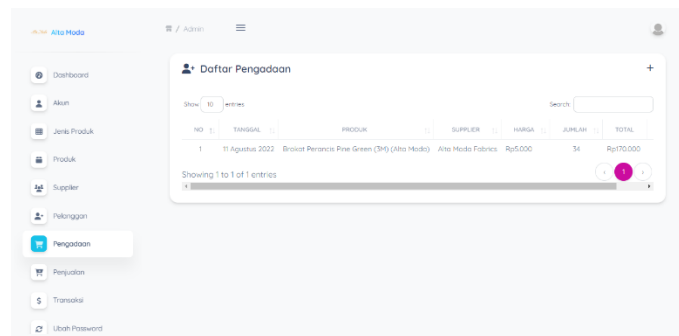 Alta Moda
/ Admin
Dashboard
Akun
Jenis Produk
Produk
Supplier
Pelanggan
Pengadaan
Penjualan
Transaksi
Ubah Password
Daftar Pengadaan
+
Show 10 entries
Search:
NO TANGGAL PRODUK SUPPLIER HARGA JUMLAH TOTAL
1 11 Agustus 2022 Brokat Perancis Pine Green (3M) (Alta Moda) Alta Moda Fabrics Rp5.000 34 Rp170.000
Showing 1 to 1 of 1 entries
‹ 1 ›